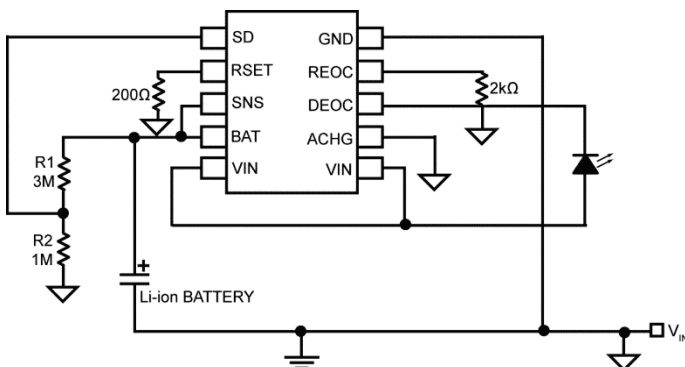 SD
GND
RSET
REOC
200Ω
2kΩ
SNS
DEOC
BAT
ACHG
R1
3M
VIN
VIN
R2
1M
+
Li-ion BATTERY
V_IN